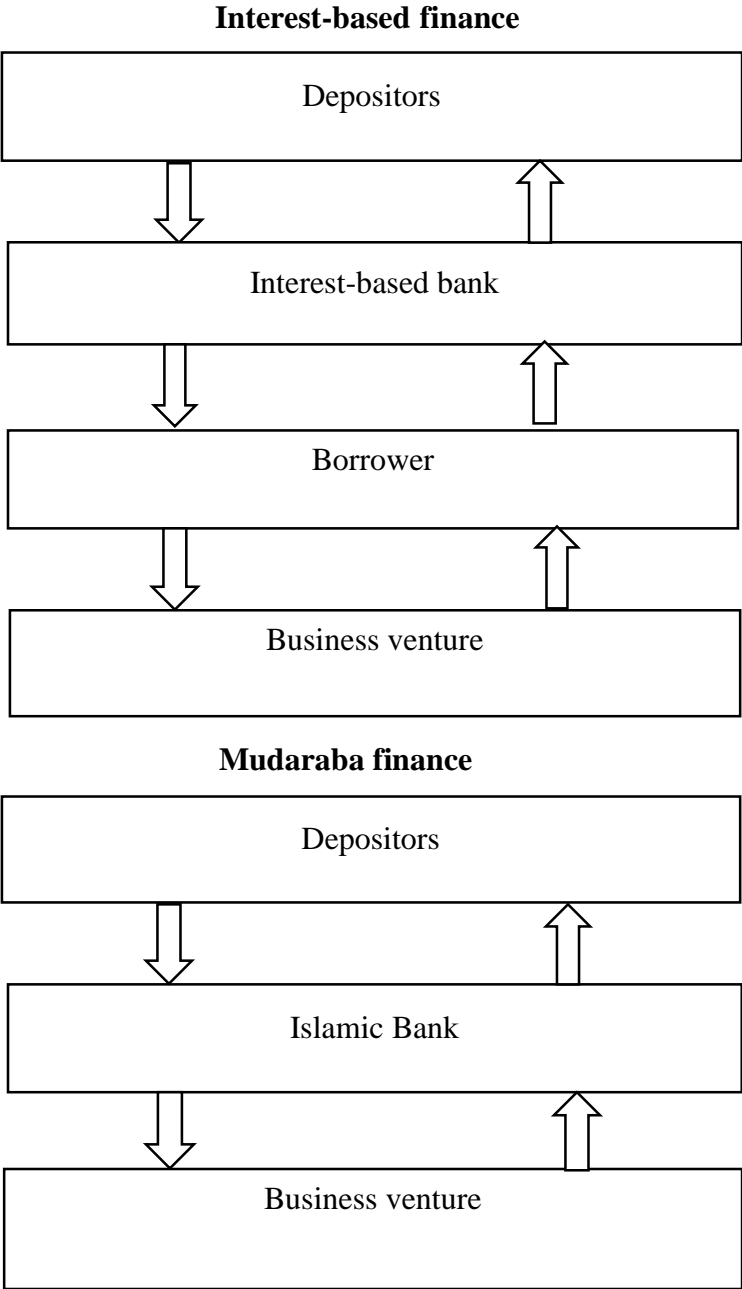 Interest-based finance
Depositors
Interest-based bank
Borrower
Business venture
Mudaraba finance
Depositors
Islamic Bank
Business venture